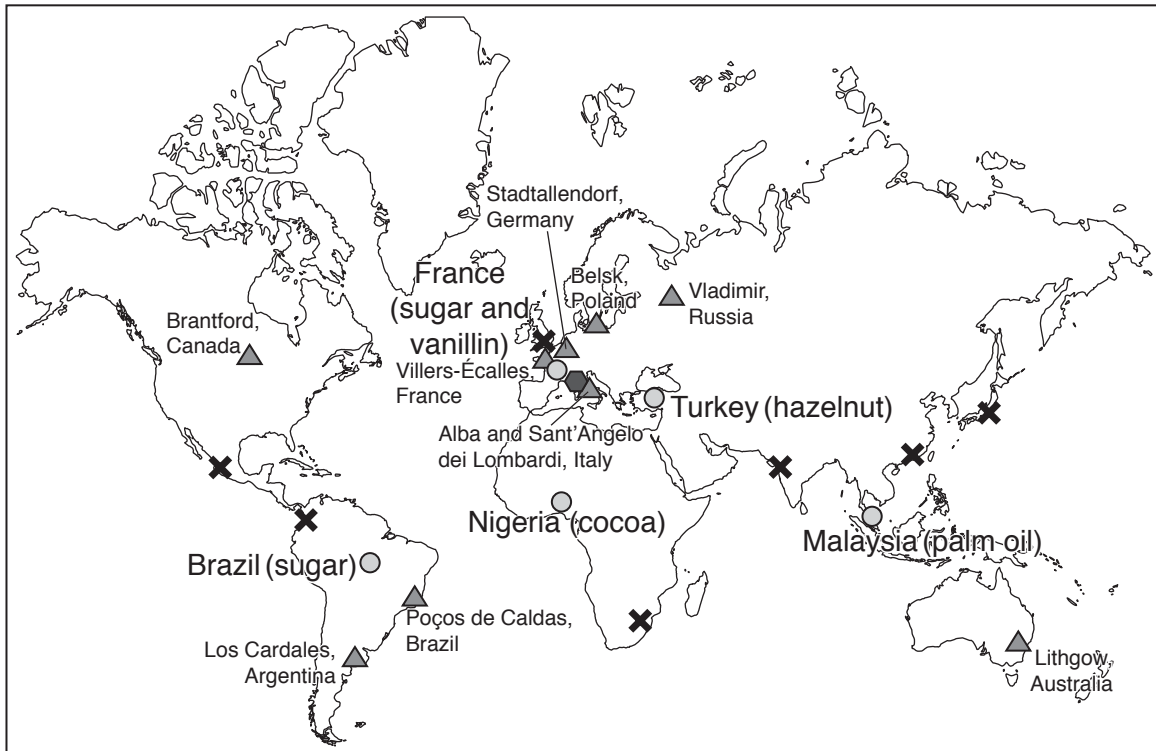 Stadtallendorf,
Germany
France
(sugar and
vanillin)
Belsk,
Poland
Vladimir,
Russia
Brantford,
Canada
Villers-Écalles,
France
Turkey (hazelnut)
Alba and Sant'Angelo
dei Lombardi, Italy
Nigeria (cocoa)
Malaysia (palm oil)
Brazil (sugar)
Poços de Caldas,
Brazil
Los Cardales,
Argentina
Lithgow,
Australia